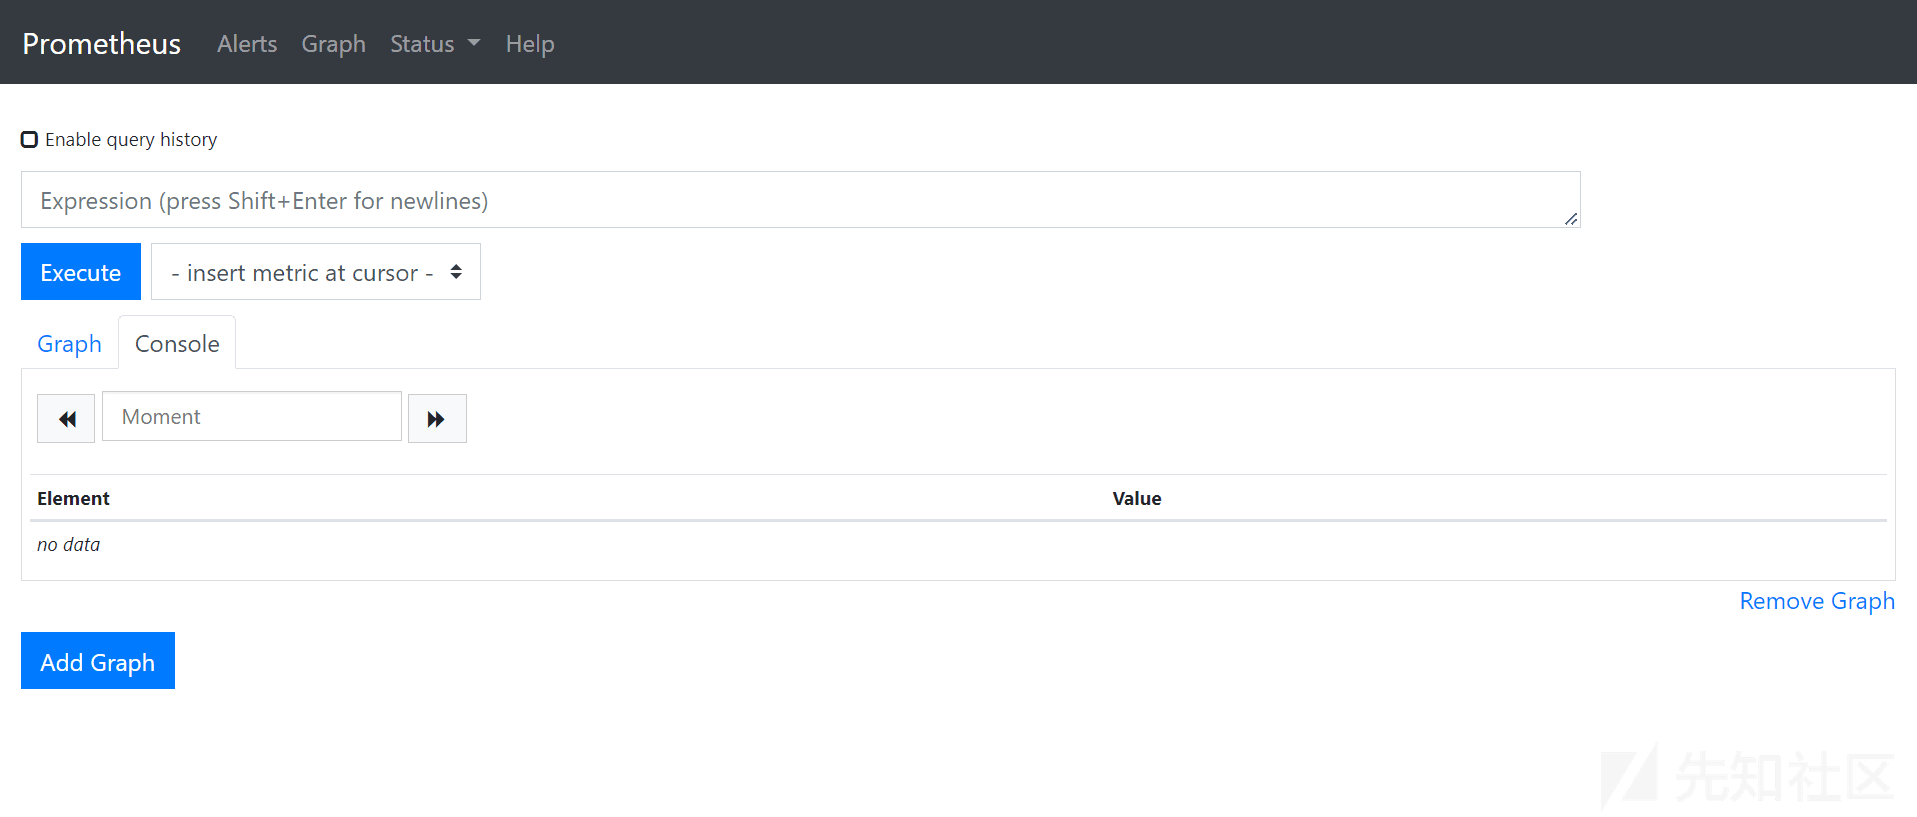 Prometheus Alerts Graph Status Help
Enable query history
Expression (press Shift+Enter for newlines)
Execute - insert metric at cursor -
Graph Console
Moment
Element Value
no data
Remove Graph
Add Graph
先知社区